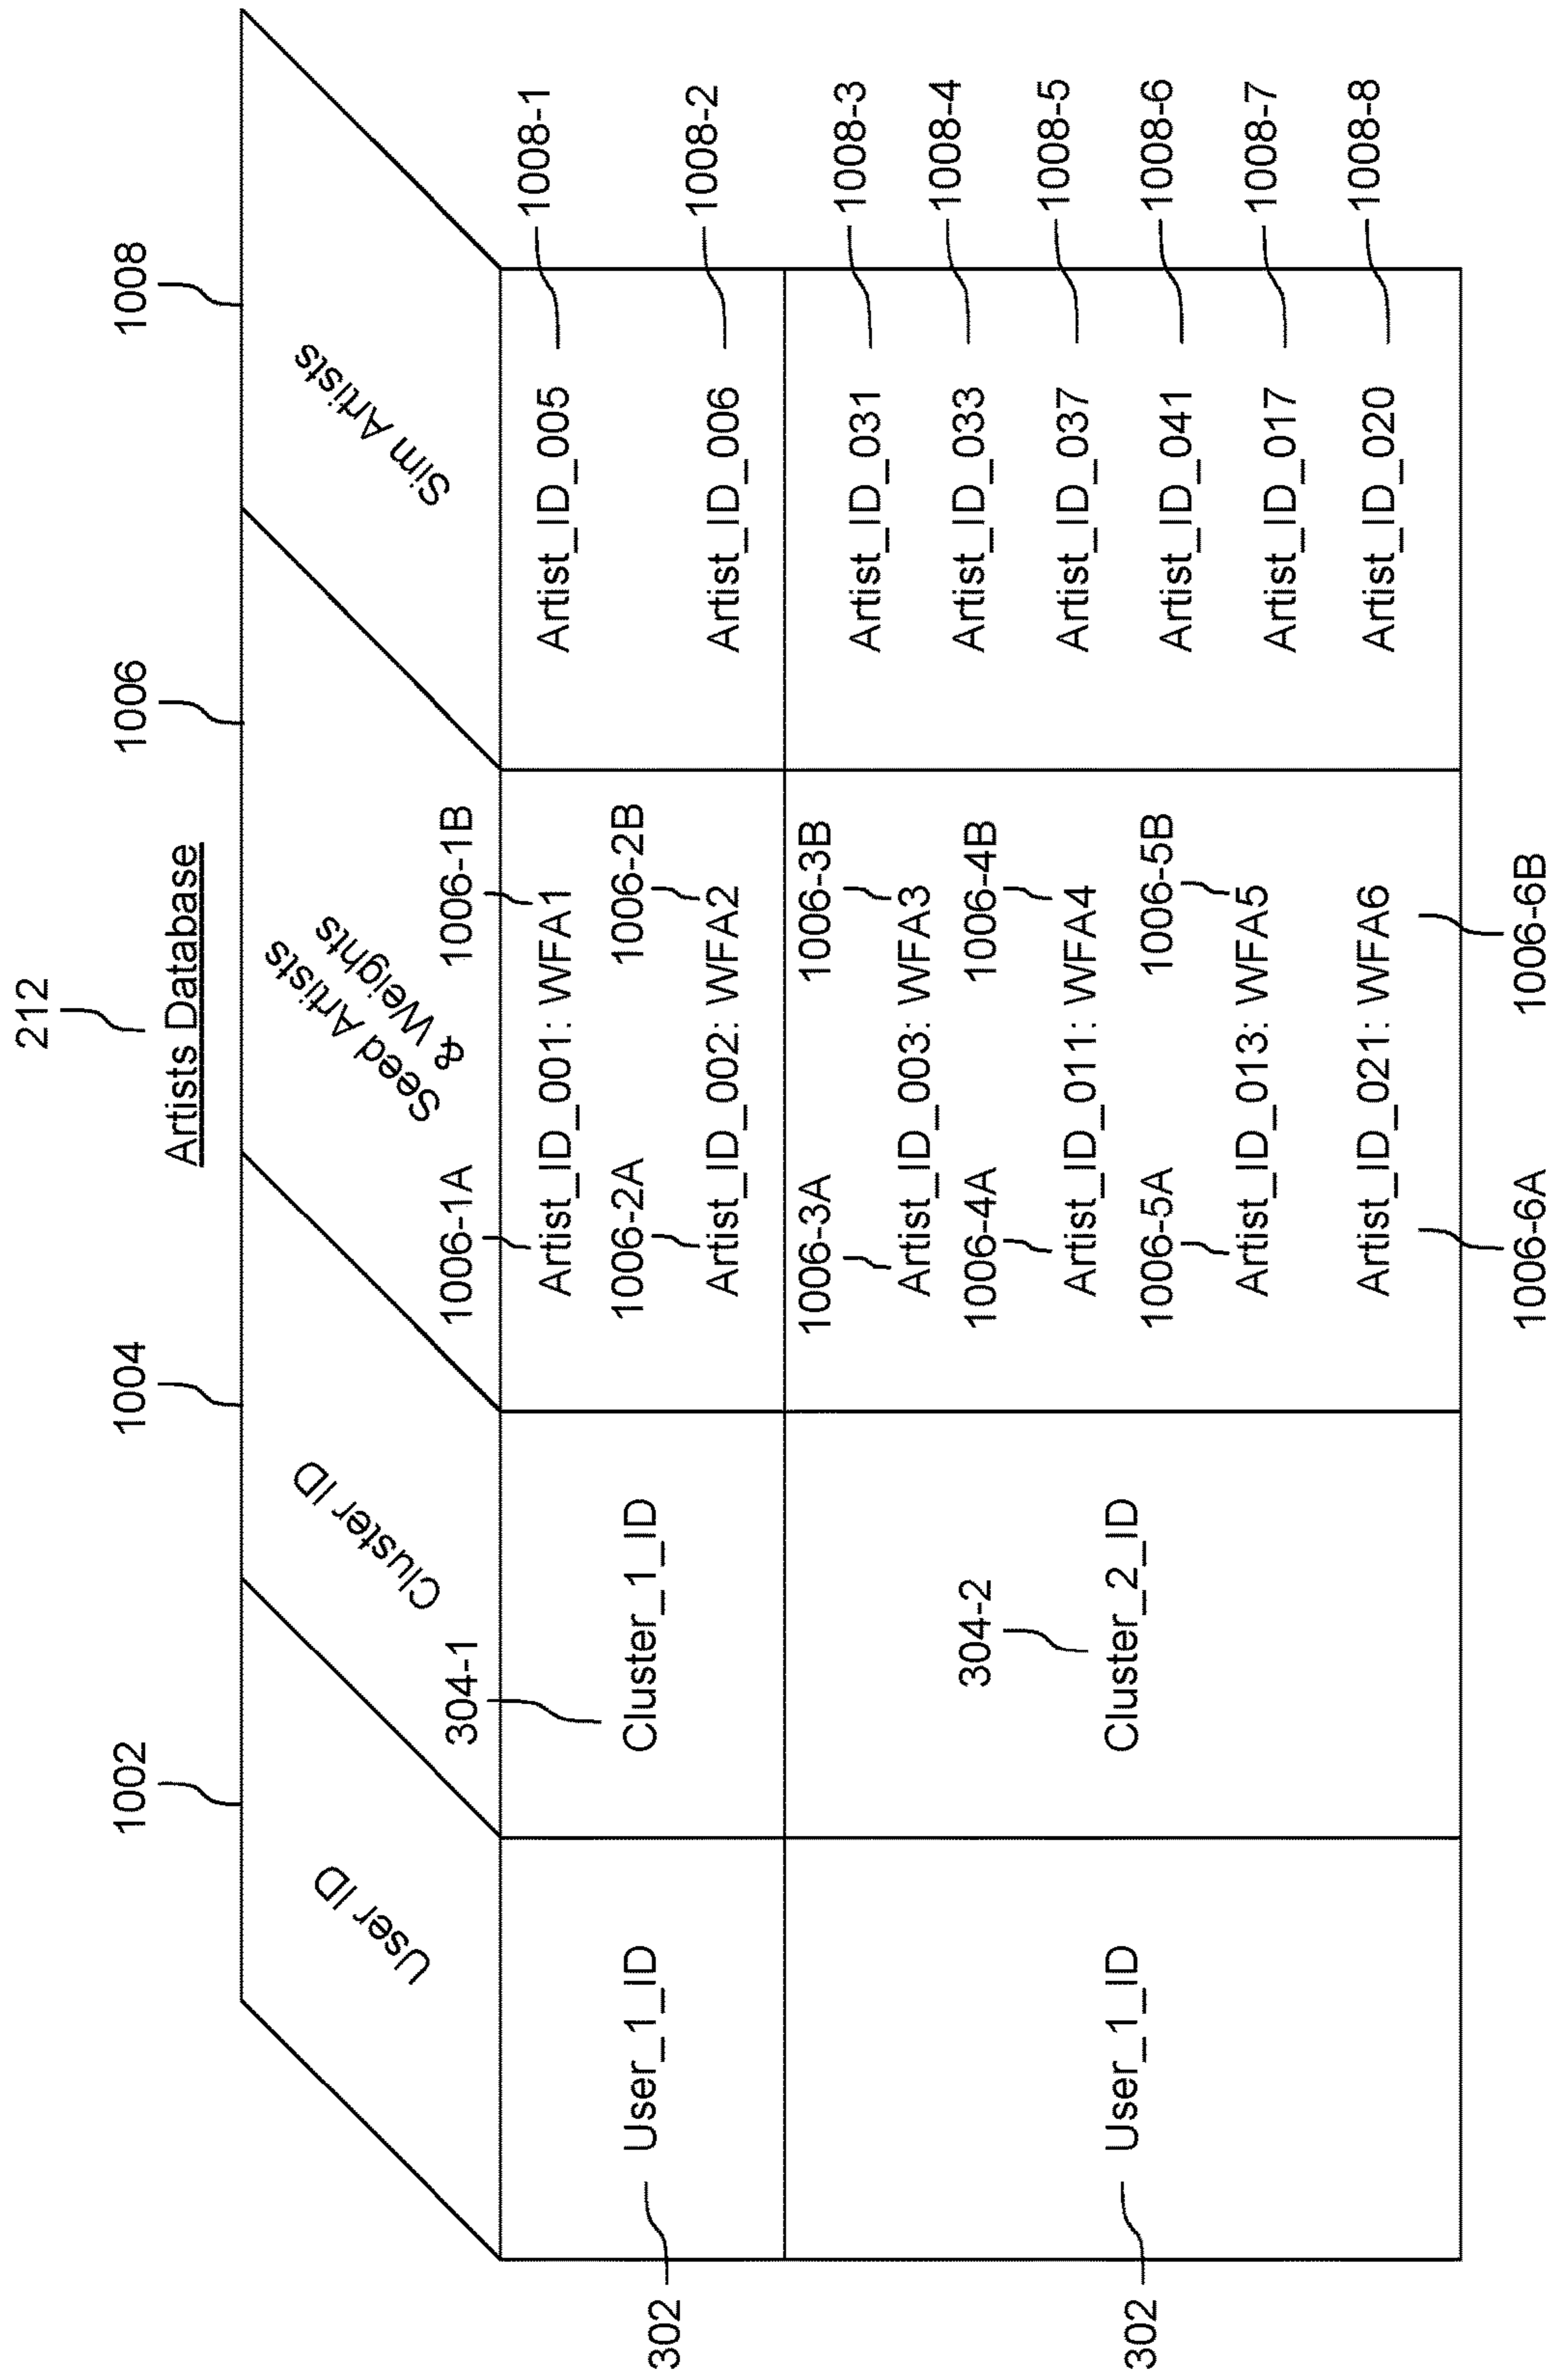 212
Artists Database
1002
1004
1006
1008
User ID
Cluster ID
Seed Artists
& Weights
Sim Artists
302
User_1_ID
304-1
Cluster_1_ID
1006-1A
1006-1B
Artist_ID_001: WFA1
1006-2A
1006-2B
Artist_ID_002: WFA2
Artist_ID_005
1008-1
Artist_ID_006
1008-2
302
User_1_ID
304-2
Cluster_2_ID
1006-3A
1006-3B
Artist_ID_003: WFA3
1006-4A
1006-4B
Artist_ID_011: WFA4
1006-5A
1006-5B
Artist_ID_013: WFA5
Artist_ID_021: WFA6
1006-6A
1006-6B
Artist_ID_031
1008-3
Artist_ID_033
1008-4
Artist_ID_037
1008-5
Artist_ID_041
1008-6
Artist_ID_017
1008-7
Artist_ID_020
1008-8